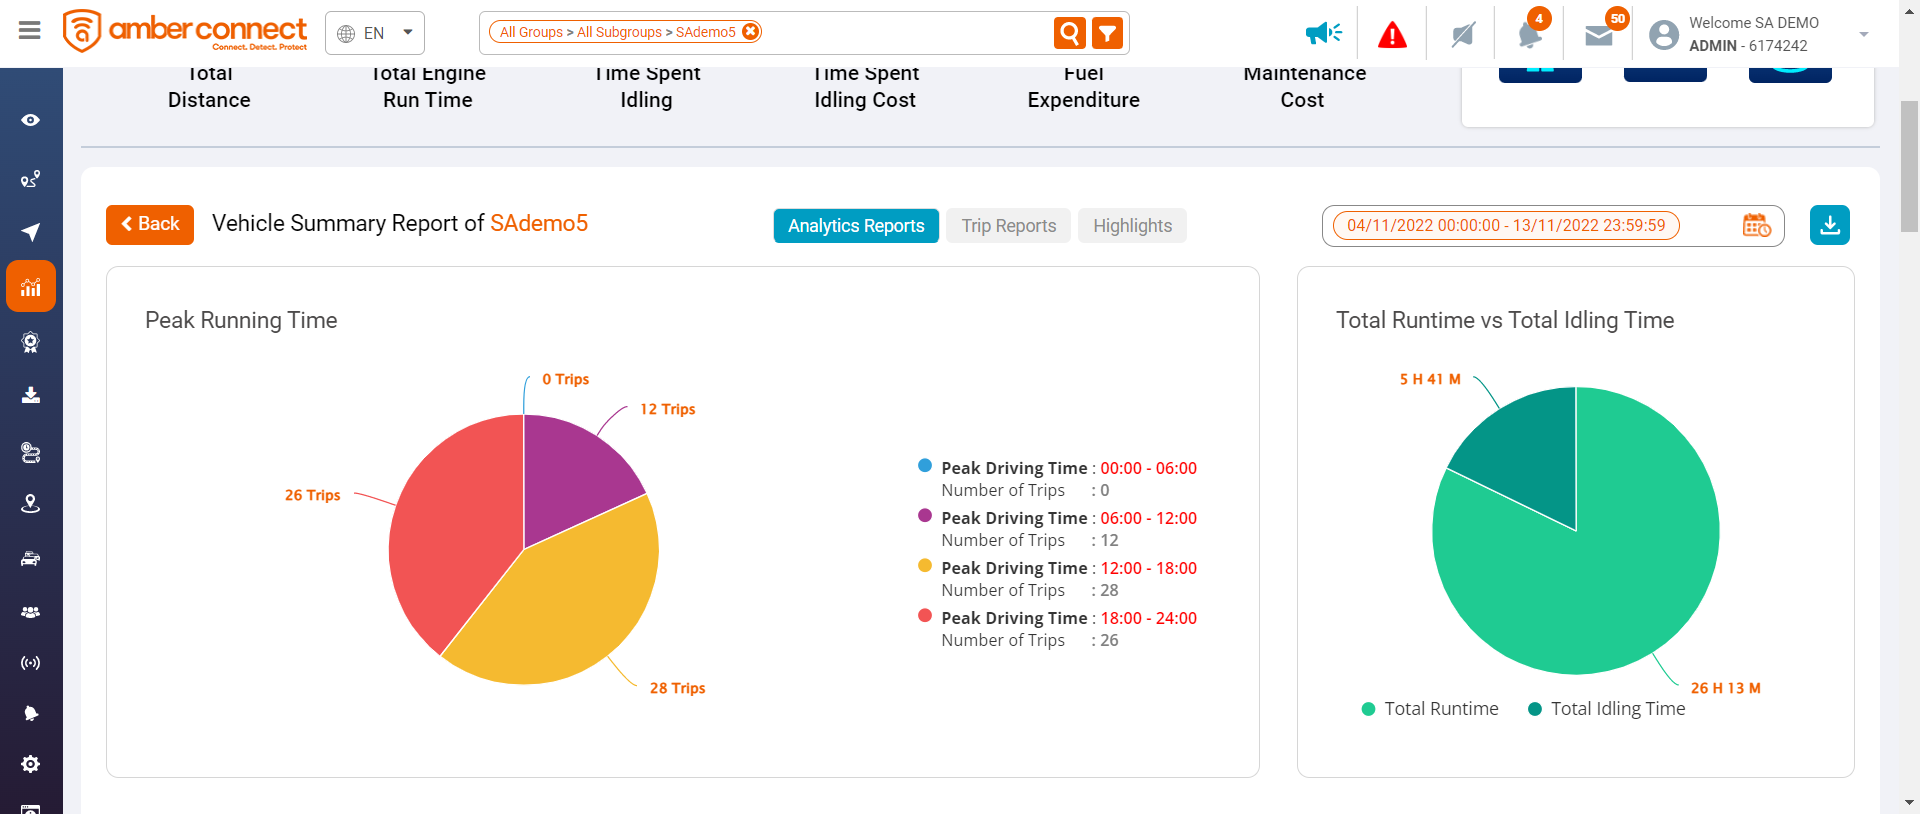 amber connect
Connect. Detect. Protect
EN
All Groups > All Subgroups > SAdemo5
4
50
Welcome SA DEMO
ADMIN - 6174242
Total
Distance
Total Engine
Run Time
Time Spent
Idling
Time Spent
Idling Cost
Fuel
Expenditure
Maintenance
Cost
Back
Vehicle Summary Report of SAdemo5
Analytics Reports
Trip Reports
Highlights
04/11/2022 00:00:00 - 13/11/2022 23:59:59
Peak Running Time
0 Trips
12 Trips
26 Trips
28 Trips
Peak Driving Time : 00:00 - 06:00
Number of Trips : 0
Peak Driving Time : 06:00 - 12:00
Number of Trips : 12
Peak Driving Time : 12:00 - 18:00
Number of Trips : 28
Peak Driving Time : 18:00 - 24:00
Number of Trips : 26
Total Runtime vs Total Idling Time
5 H 41 M
26 H 13 M
Total Runtime
Total Idling Time